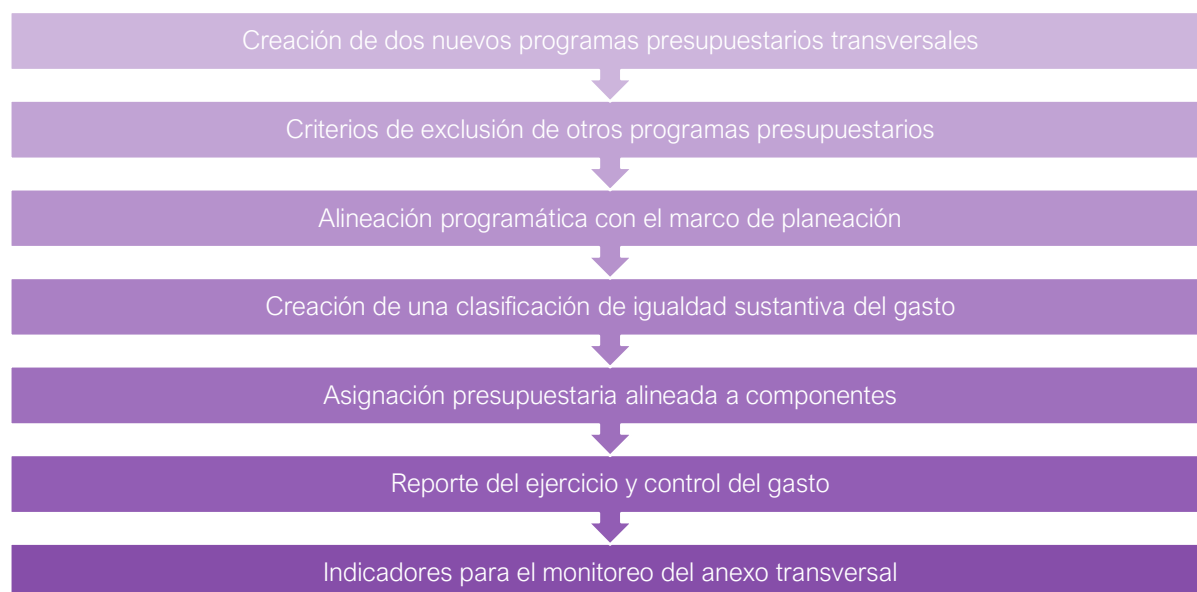 Creación de dos nuevos programas presupuestarios transversales
Criterios de exclusión de otros programas presupuestarios
Alineación programática con el marco de planeación
Creación de una clasificación de igualdad sustantiva del gasto
Asignación presupuestaria alineada a componentes
Reporte del ejercicio y control del gasto
Indicadores para el monitoreo del anexo transversal